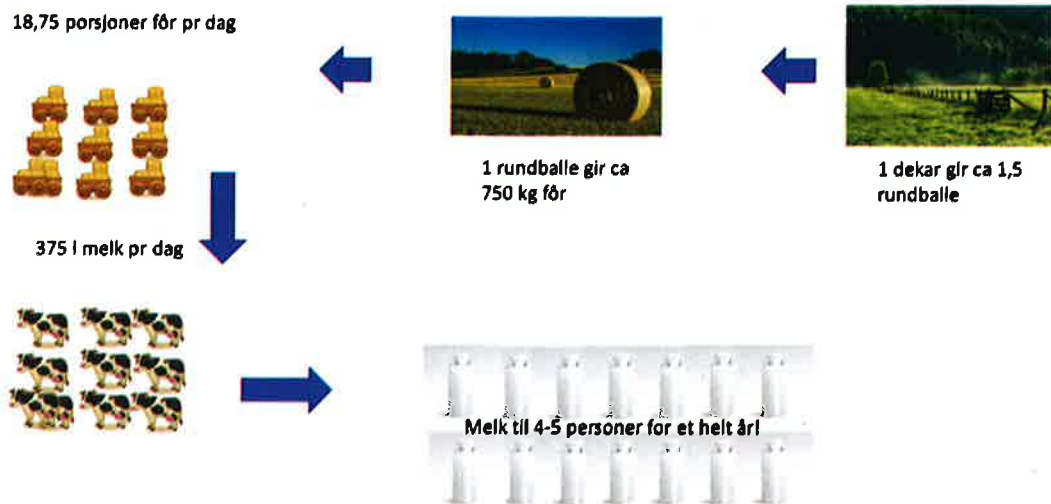 18,75 porsjoner fôr pr dag
1 rundballe gir ca
750 kg fôr
1 dekar gir ca 1,5
rundballe
375 l melk pr dag
Melk til 4-5 personer for et helt år!